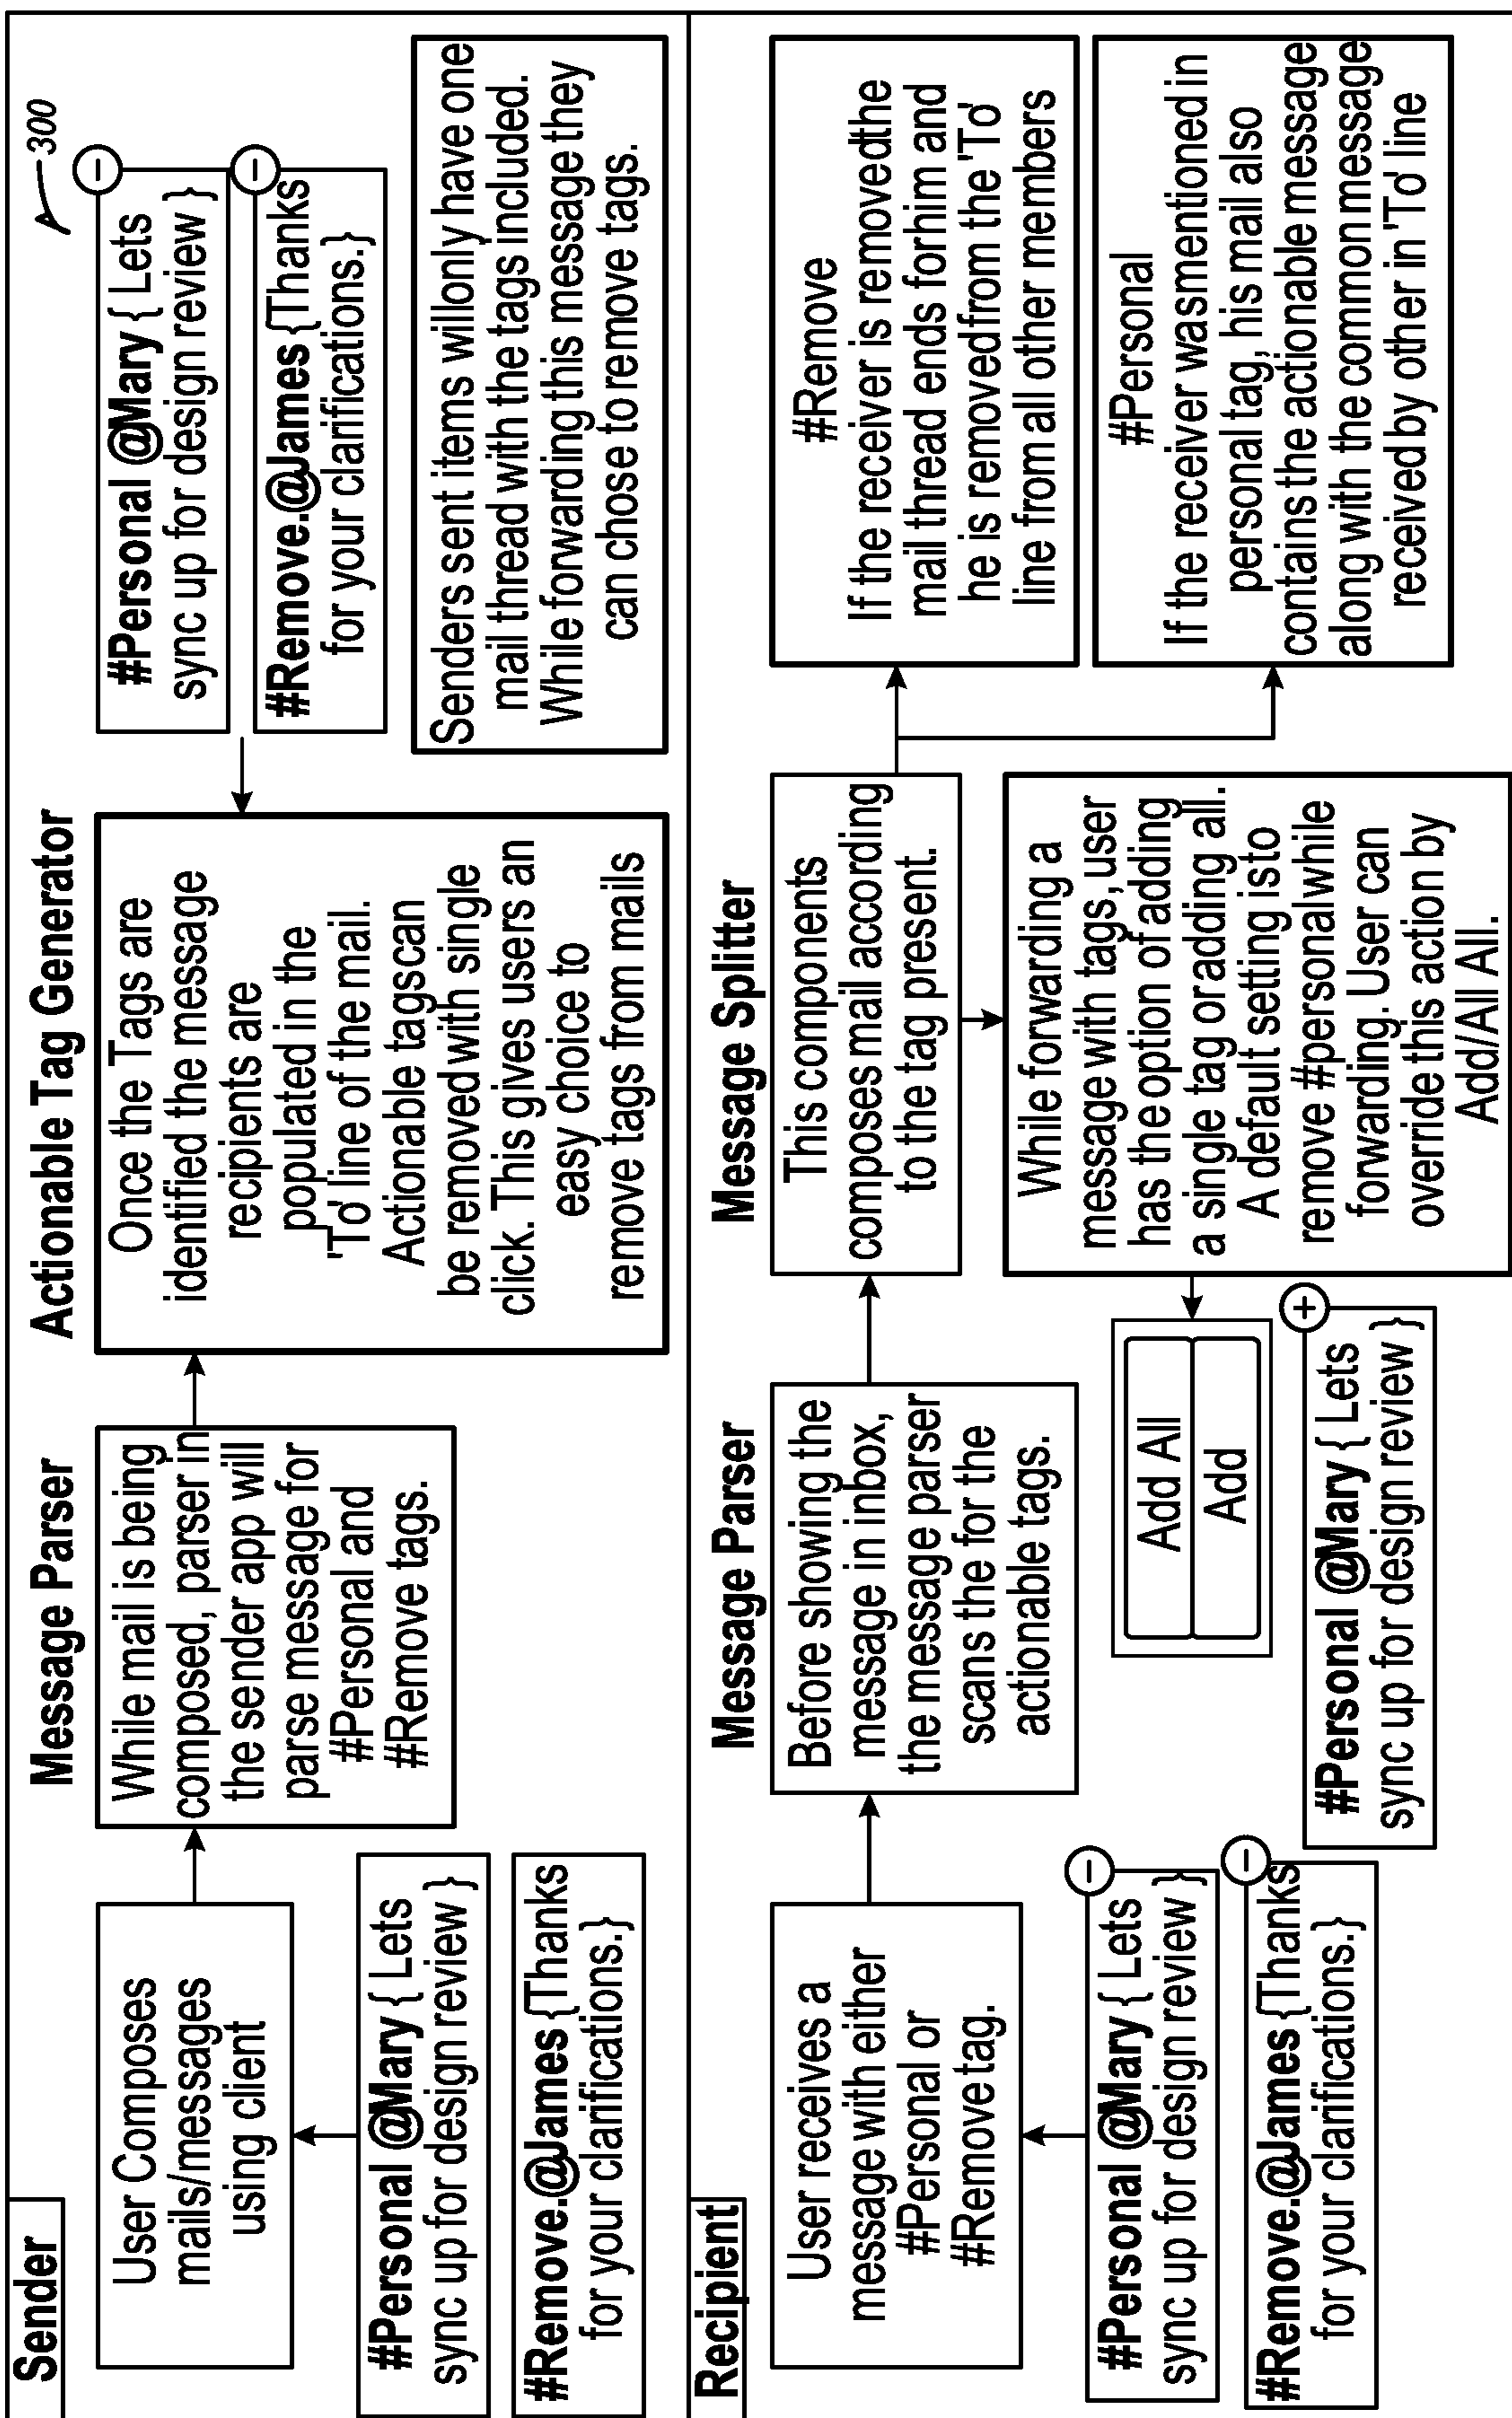 300
Sender
User Composes
mails/messages
using client
#Personal @Mary { Lets
sync up for design review }
#Remove.@James {Thanks
for your clarifications.}
Message Parser
While mail is being
composed, parser in
the sender app will
parse message for
#Personal and
#Remove tags.
Actionable Tag Generator
Once the Tags are
identified the message
recipients are
populated in the
'To' line of the mail.
Actionable tags can
be removed with single
click. This gives users an
easy choice to
remove tags from mails
#Personal @Mary { Lets
sync up for design review }
−
#Remove.@James {Thanks
for your clarifications.}
−
Senders sent items will only have one
mail thread with the tags included.
While forwarding this message they
can chose to remove tags.
Recipient
User receives a
message with either
#Personal or
#Remove tag.
#Personal @Mary { Lets
sync up for design review }
−
#Remove.@James {Thanks
for your clarifications.}
−
Message Parser
Before showing the
message in inbox,
the message parser
scans the for the
actionable tags.
Message Splitter
This components
composes mail according
to the tag present.
While forwarding a
message with tags, user
has the option of adding
a single tag or adding all.
A default setting is to
remove #personal while
forwarding. User can
override this action by
Add/All All.
Add All
Add
#Personal @Mary { Lets
sync up for design review }
+
#Remove
If the receiver is removed the
mail thread ends for him and
he is removed from the 'To'
line from all other members
#Personal
If the receiver was mentioned in
personal tag, his mail also
contains the actionable message
along with the common message
received by other in 'To' line